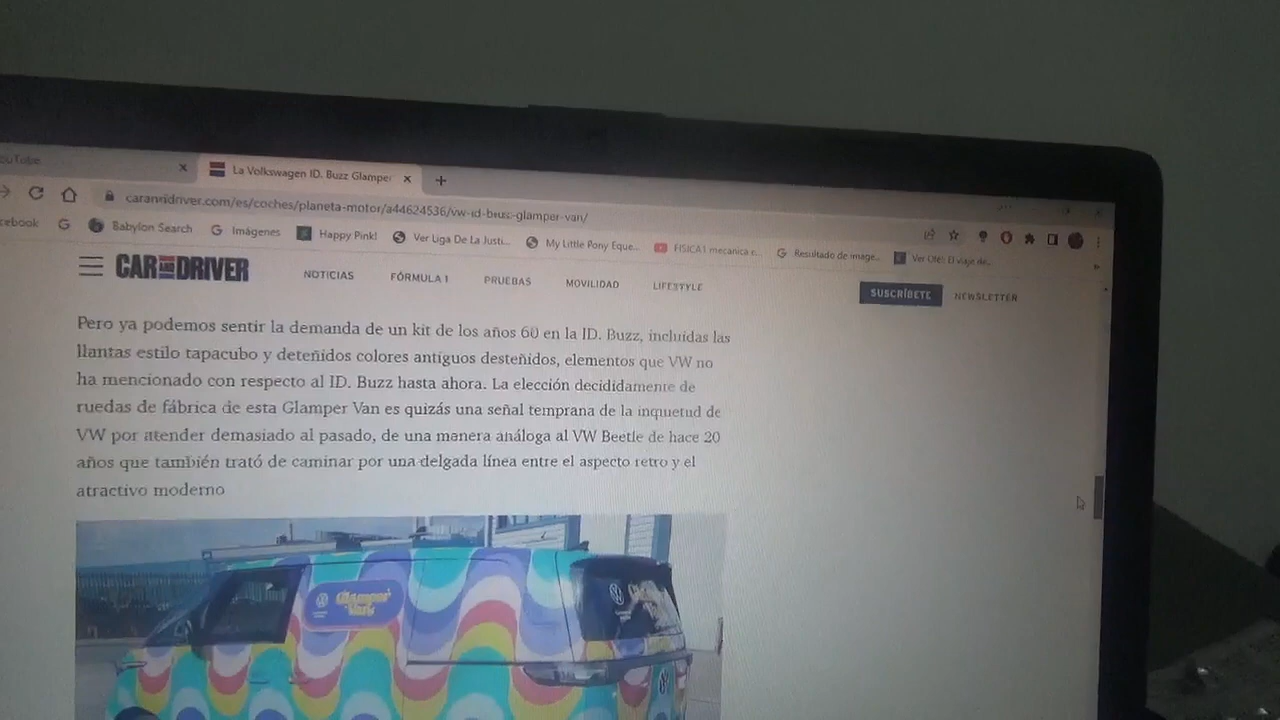 ouTube
La Volkswagen ID. Buzz Glamper
caranddriver.com/es/coches/planeta-motor/a44624536/vw-id-buzz-glamper-van/
cebook
Babylon Search
Imágenes
Happy Pink!
Ver Liga De La Justi...
My Little Pony Eque...
FISICA1 mecanica c...
Resultado de image...
CAR AND DRIVER
NOTICIAS
FÓRMULA 1
PRUEBAS
MOVILIDAD
LIFESTYLE
SUSCRÍBETE
NEWSLETTER
Pero ya podemos sentir la demanda de un kit de los años 60 en la ID. Buzz, incluidas las
llantas estilo tapacubo y deteñidos colores antiguos desteñidos, elementos que VW no
ha mencionado con respecto al ID. Buzz hasta ahora. La elección decididamente de
ruedas de fábrica de esta Glamper Van es quizás una señal temprana de la inquetud de
VW por atender demasiado al pasado, de una manera análoga al VW Beetle de hace 20
años que también trató de caminar por una delgada línea entre el aspecto retro y el
atractivo moderno
Glamper
Van